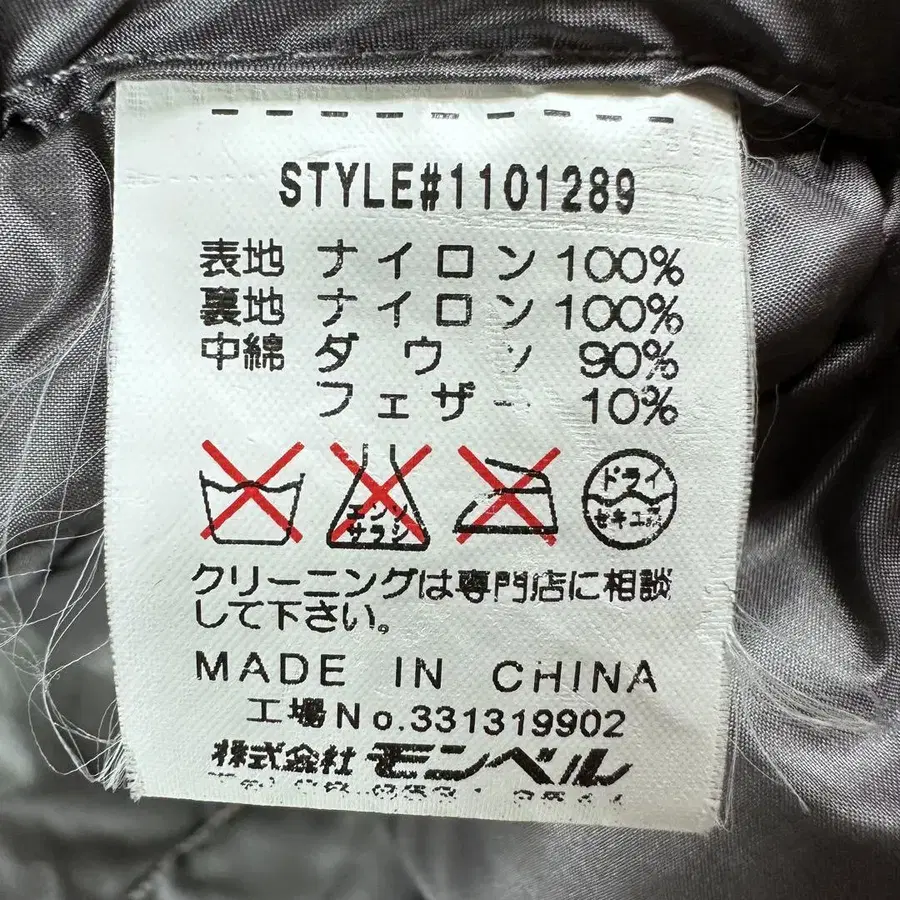 STYLE#1101289
表地 ナイロン 100%
裏地 ナイロン 100%
中綿 ダウン 90%
フェザー 10%
エンソ
サラシ
ドライ
セキユ系
クリーニングは専門店に相談
して下さい。
MADE IN CHINA
工場No.331319902
株式会社 モンベル